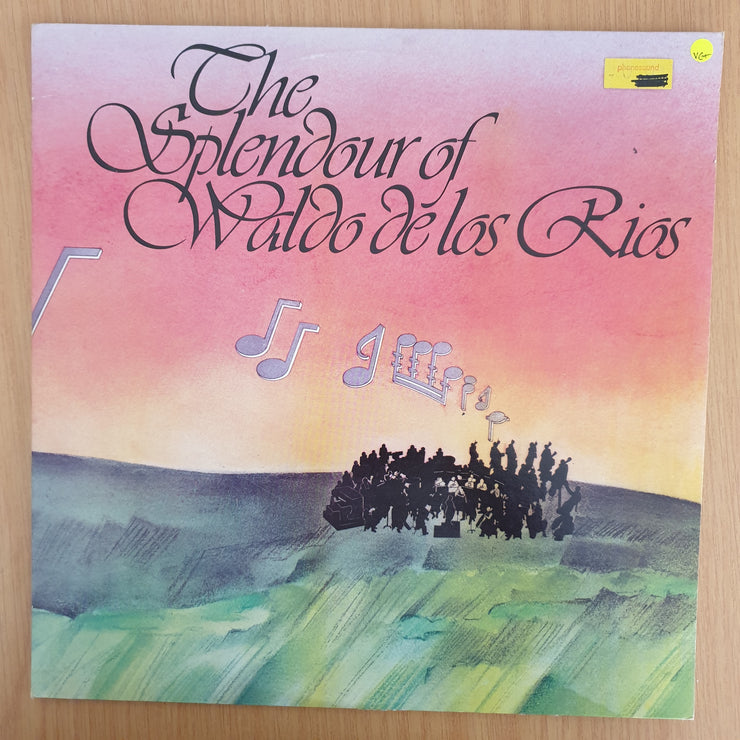 The
Splendour of
Waldo de los Rios
phonosound
VG+